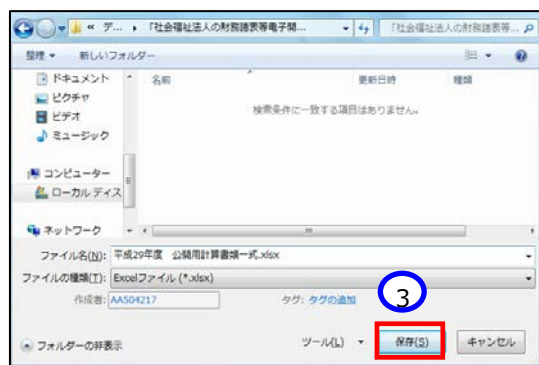 « デ... ▸ 「社会福祉法人の財務諸表等電子開...
「社会福祉法人の財務諸表等...
整理 ▼ 新しいフォルダー
ドキュメント
ピクチャ
ビデオ
ミュージック
コンピューター
ローカル ディス
ネットワーク
名前 更新日時 種類
検索条件に一致する項目はありません。
ファイル名(N): 平成29年度 公開用計算書類一式.xlsx
ファイルの種類(T): Excelファイル (*.xlsx)
作成者: AA504217 タグ: タグの追加
3
フォルダーの非表示 ツール(L) ▼ 保存(S) キャンセル